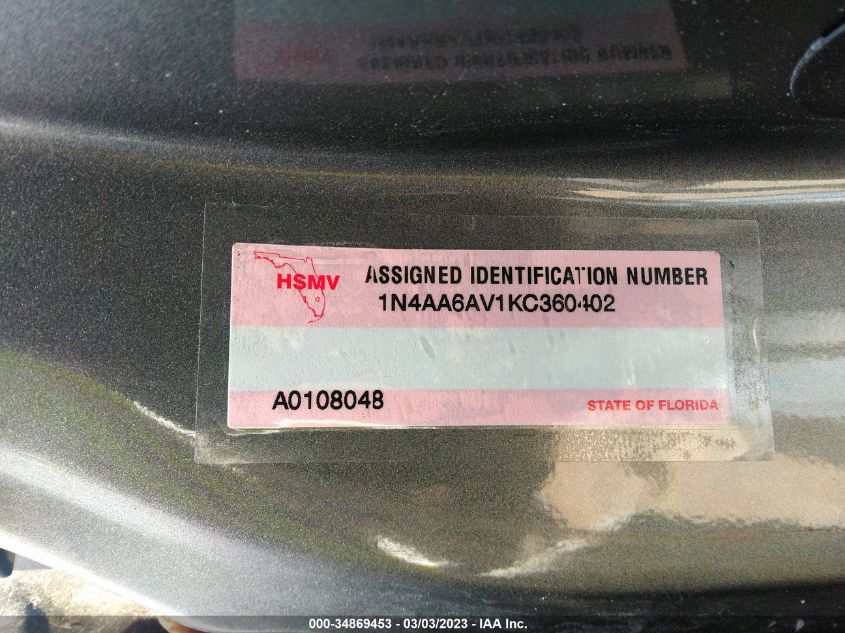 HSMV
ASSIGNED IDENTIFICATION NUMBER
1N4AA6AV1KC360402
A0108048
STATE OF FLORIDA
000-34869453 - 03/03/2023 - IAA Inc.